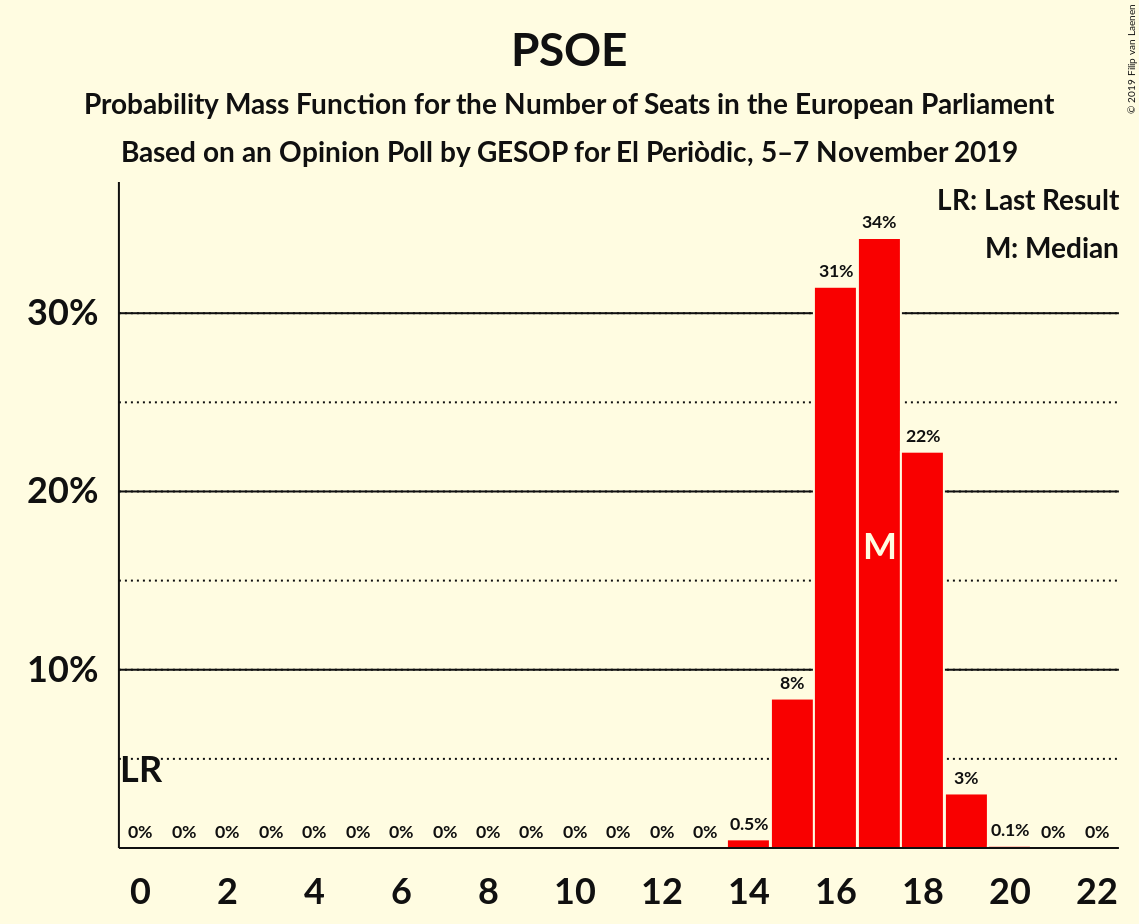 PSOE
Probability Mass Function for the Number of Seats in the European Parliament
Based on an Opinion Poll by GESOP for El Periòdic, 5–7 November 2019
© 2019 Filip van Laenen
LR: Last Result
M: Median
30%
20%
10%
LR
M
0% 0% 0% 0% 0% 0% 0% 0% 0% 0% 0% 0% 0% 0% 0.5% 8% 31% 34% 22% 3% 0.1% 0% 0%
0 2 4 6 8 10 12 14 16 18 20 22